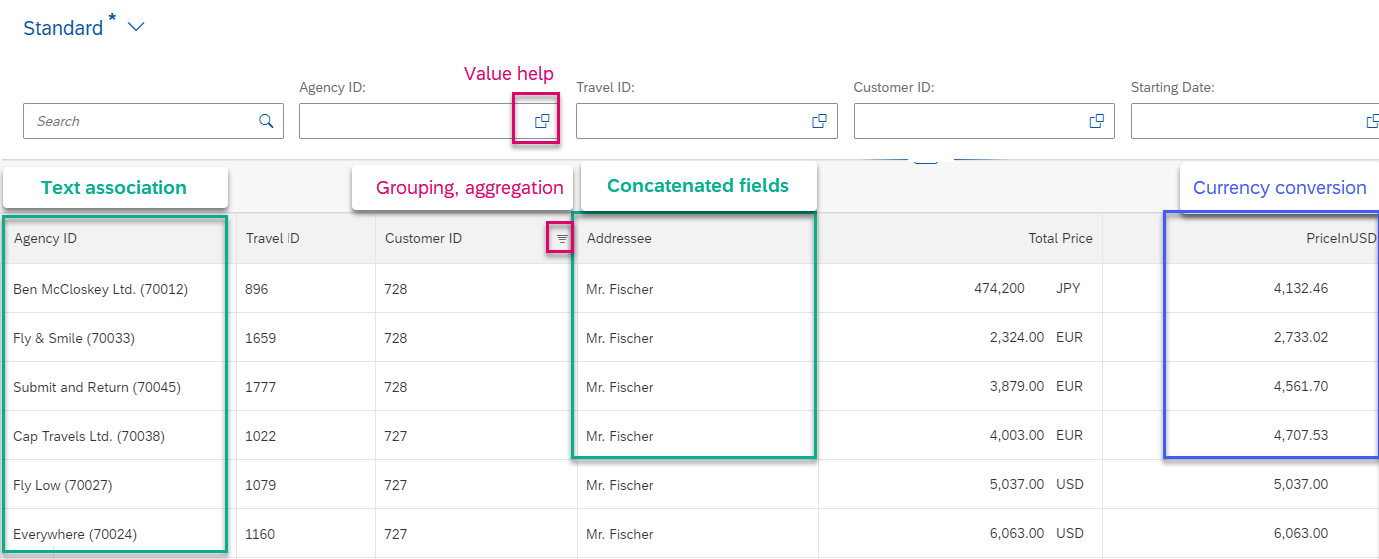 Standard *
Value help
Agency ID: Travel ID: Customer ID: Starting Date:
Search
Text association Grouping, aggregation Concatenated fields Currency conversion
Agency ID Travel ID Customer ID Addressee Total Price PriceInUSD
Ben McCloskey Ltd. (70012) 896 728 Mr. Fischer 474,200 JPY 4,132.46
Fly & Smile (70033) 1659 728 Mr. Fischer 2,324.00 EUR 2,733.02
Submit and Return (70045) 1777 728 Mr. Fischer 3,879.00 EUR 4,561.70
Cap Travels Ltd. (70038) 1022 727 Mr. Fischer 4,003.00 EUR 4,707.53
Fly Low (70027) 1079 727 Mr. Fischer 5,037.00 USD 5,037.00
Everywhere (70024) 1160 727 Mr. Fischer 6,063.00 USD 6,063.00